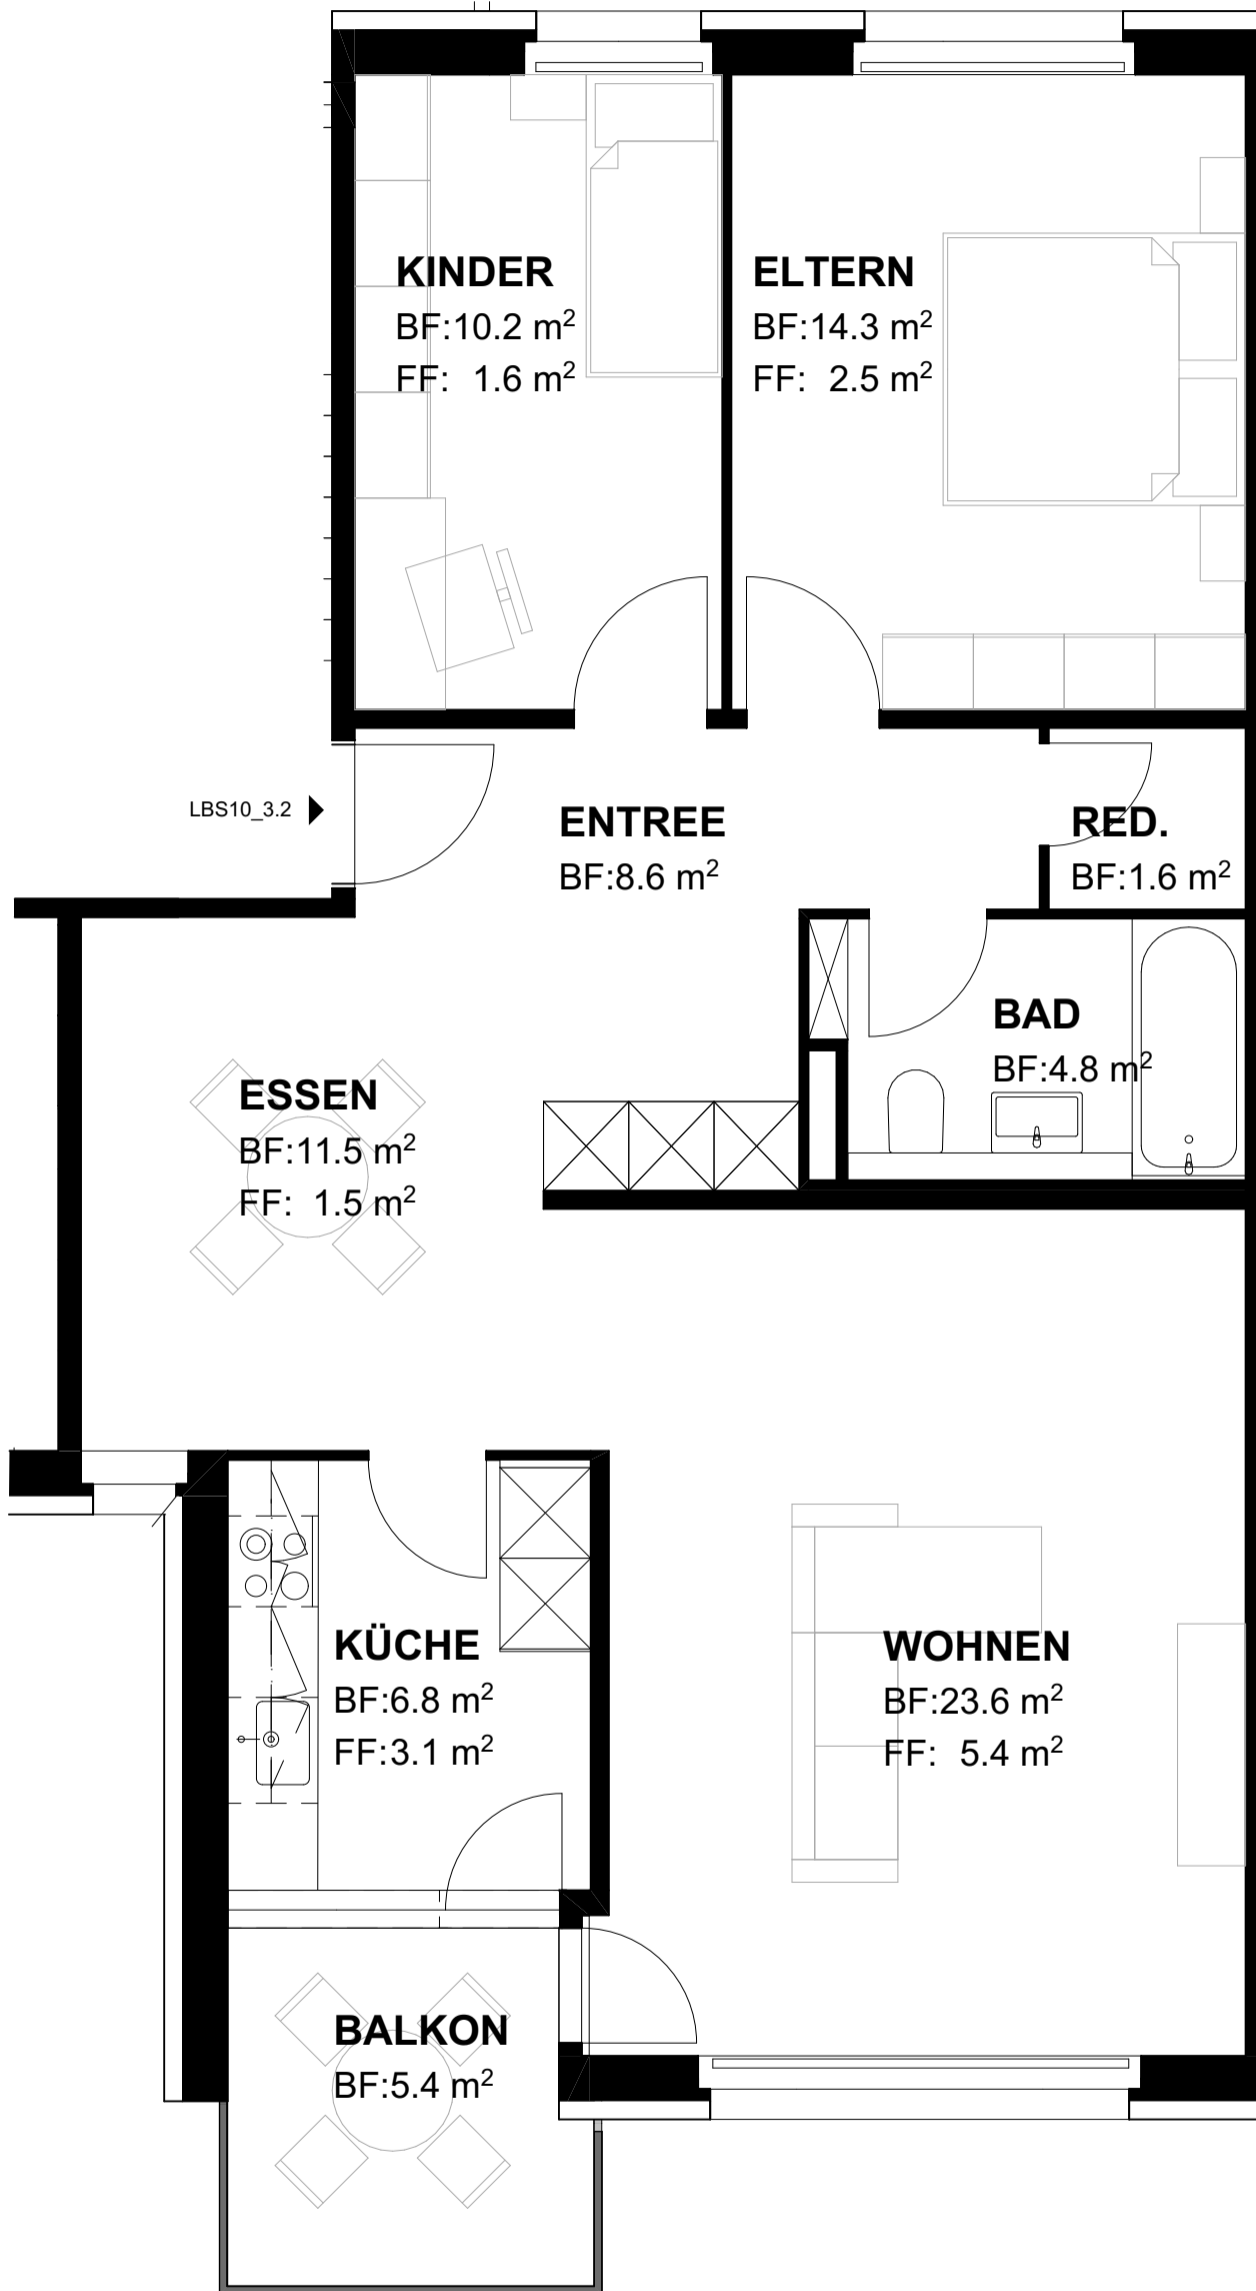 KINDER
BF:10.2 m²
FF: 1.6 m²
ELTERN
BF:14.3 m²
FF: 2.5 m²
LBS10_3.2
ENTREE
BF:8.6 m²
RED.
BF:1.6 m²
BAD
BF:4.8 m²
ESSEN
BF:11.5 m²
FF: 1.5 m²
KÜCHE
BF:6.8 m²
FF:3.1 m²
WOHNEN
BF:23.6 m²
FF: 5.4 m²
BALKON
BF:5.4 m²